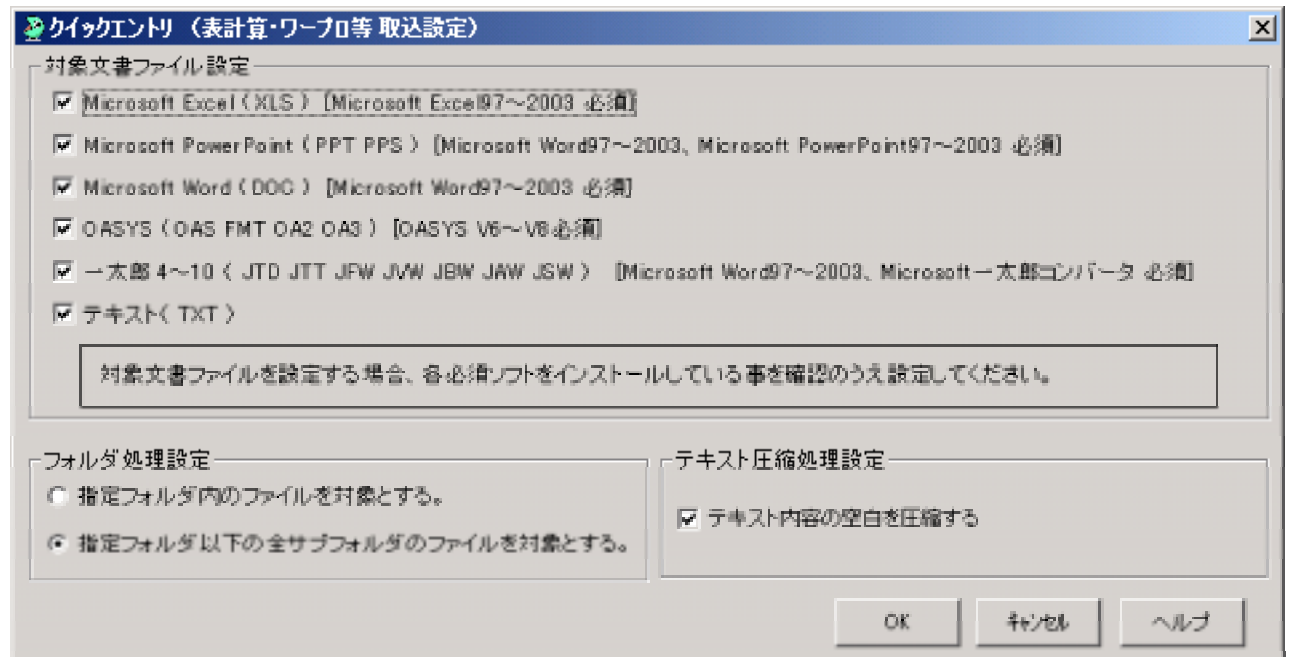 クイックエントリ（表計算・ワープロ等 取込設定）
対象文書ファイル設定
Microsoft Excel（XLS）［Microsoft Excel97～2003 必須］
Microsoft PowerPoint（PPT PPS）［Microsoft Word97～2003、Microsoft PowerPoint97～2003 必須］
Microsoft Word（DOC）［Microsoft Word97～2003 必須］
OASYS（OAS FMT OA2 OA3）［OASYS V6～V8必須］
一太郎 4～10（ JTD JTT JFW JVW JBW JAW JSW ）［Microsoft Word97～2003、Microsoft一太郎コンバータ 必須］
テキスト（ TXT ）
対象文書ファイルを設定する場合、各必須ソフトをインストールしている事を確認のうえ設定してください。
フォルダ処理設定
指定フォルダ内のファイルを対象とする。
指定フォルダ以下の全サブフォルダのファイルを対象とする。
テキスト圧縮処理設定
テキスト内容の空白を圧縮する
OK
キャンセル
ヘルプ